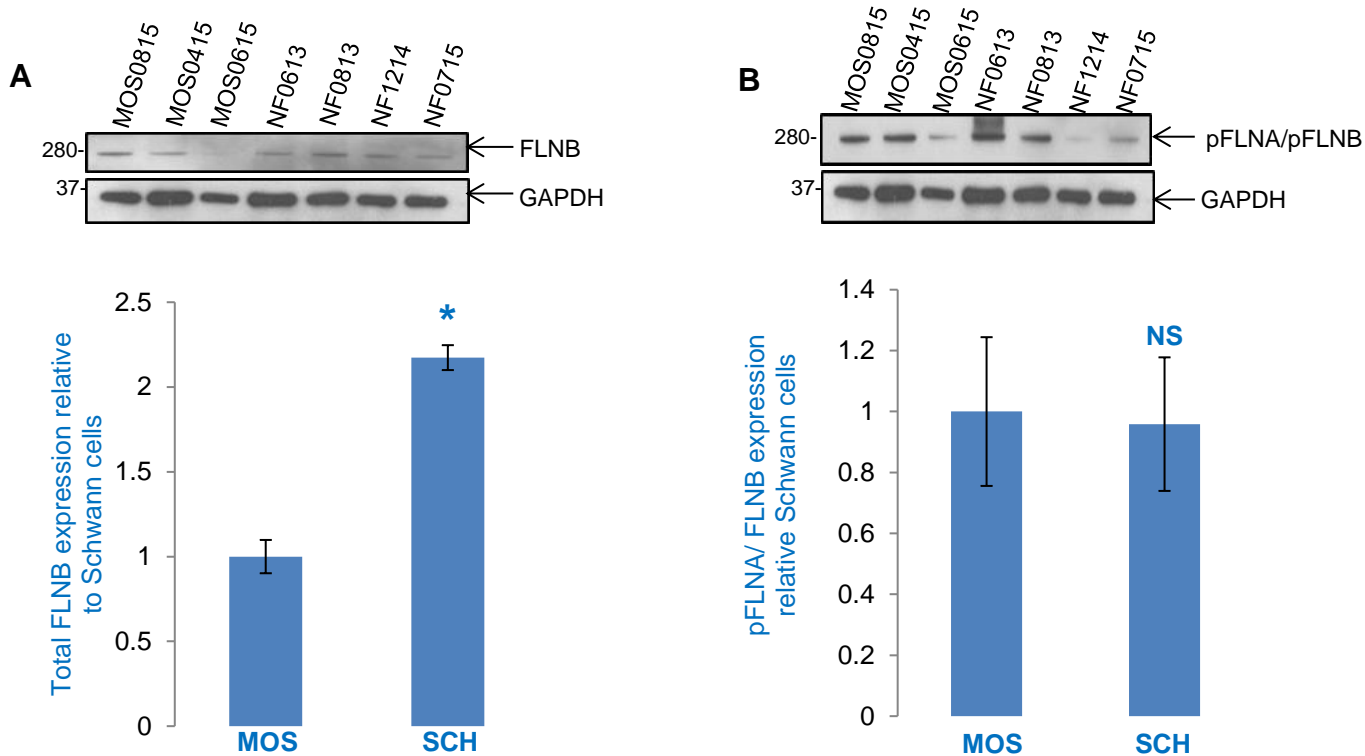 A
MOS0815
MOS0415
MOS0615
NF0613
NF0813
NF1214
NF0715
280-
FLNB
37-
GAPDH
Total FLNB expression relative
to Schwann cells
2.5
2
1.5
1
0.5
0
*
MOS
SCH
B
MOS0815
MOS0415
MOS0615
NF0613
NF0813
NF1214
NF0715
280-
pFLNA/pFLNB
37-
GAPDH
pFLNA/ FLNB expression
relative Schwann cells
1.4
1.2
1
0.8
0.6
0.4
0.2
0
NS
MOS
SCH